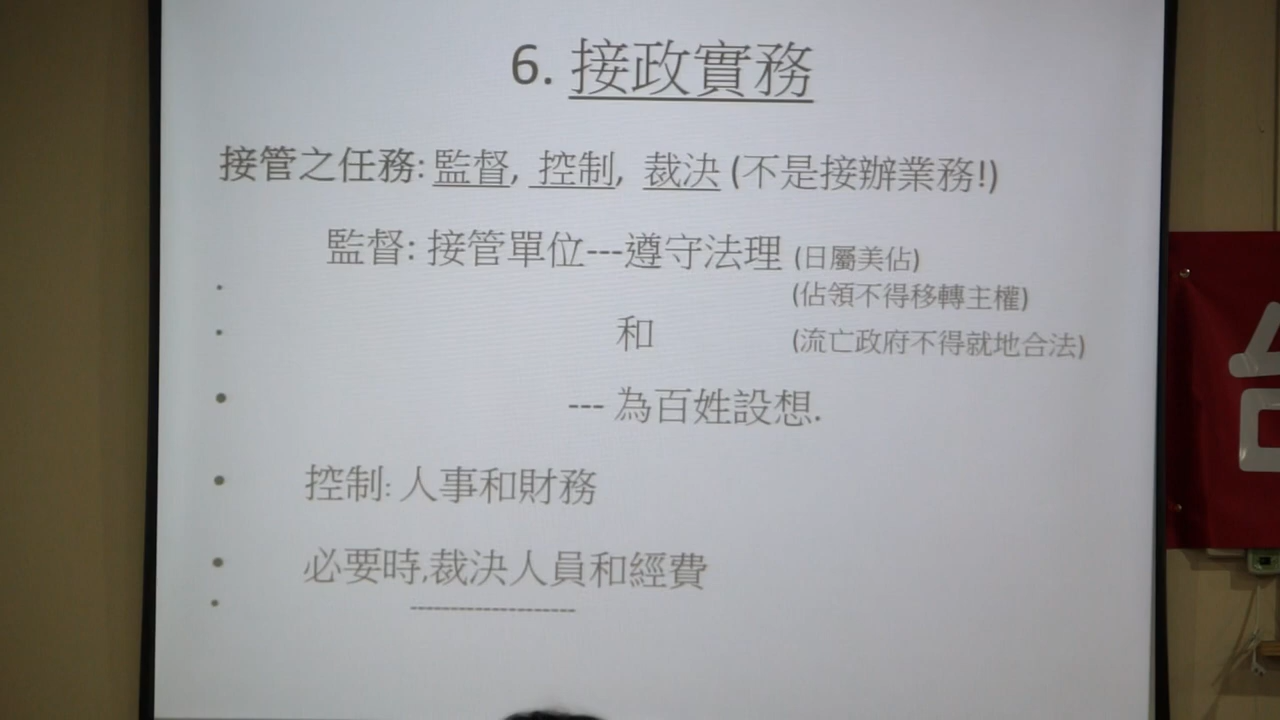 6. 接政實務
接管之任務: 監督, 控制, 裁決 (不是接辦業務!)
監督: 接管單位---遵守法理 (日屬美佔)
(佔領不得移轉主權)
和 (流亡政府不得就地合法)
--- 為百姓設想.
控制: 人事和財務
必要時,裁決人員和經費
--------------------